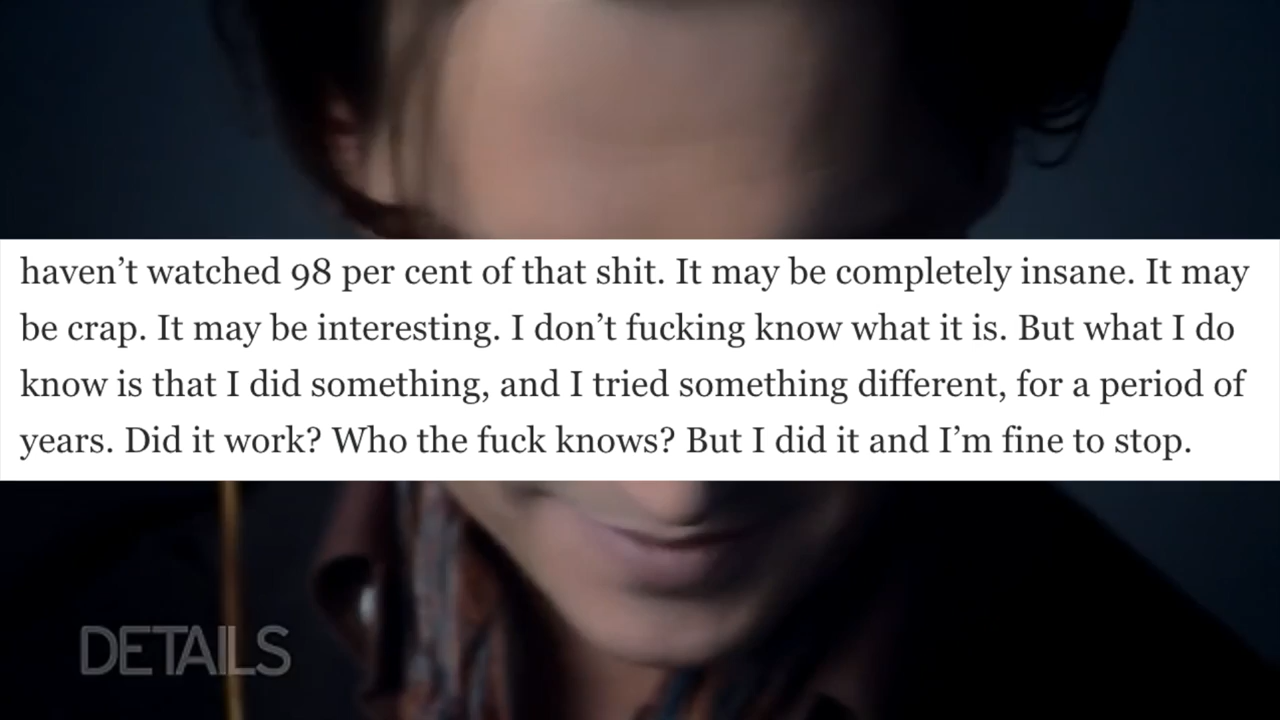 haven’t watched 98 per cent of that shit. It may be completely insane. It may
be crap. It may be interesting. I don’t fucking know what it is. But what I do
know is that I did something, and I tried something different, for a period of
years. Did it work? Who the fuck knows? But I did it and I’m fine to stop.
DETAILS